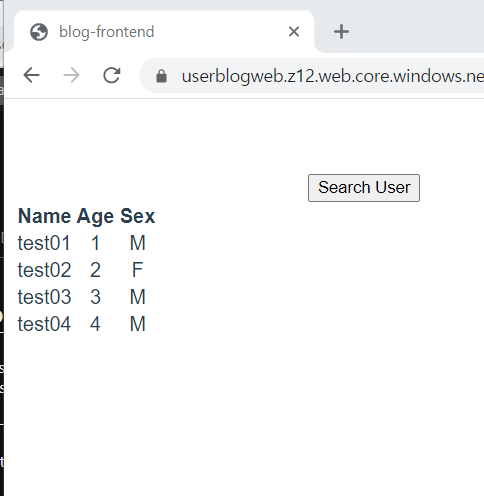 blog-frontend
userblogweb.z12.web.core.windows.ne
Search User
Name Age Sex
test01 1 M
test02 2 F
test03 3 M
test04 4 M